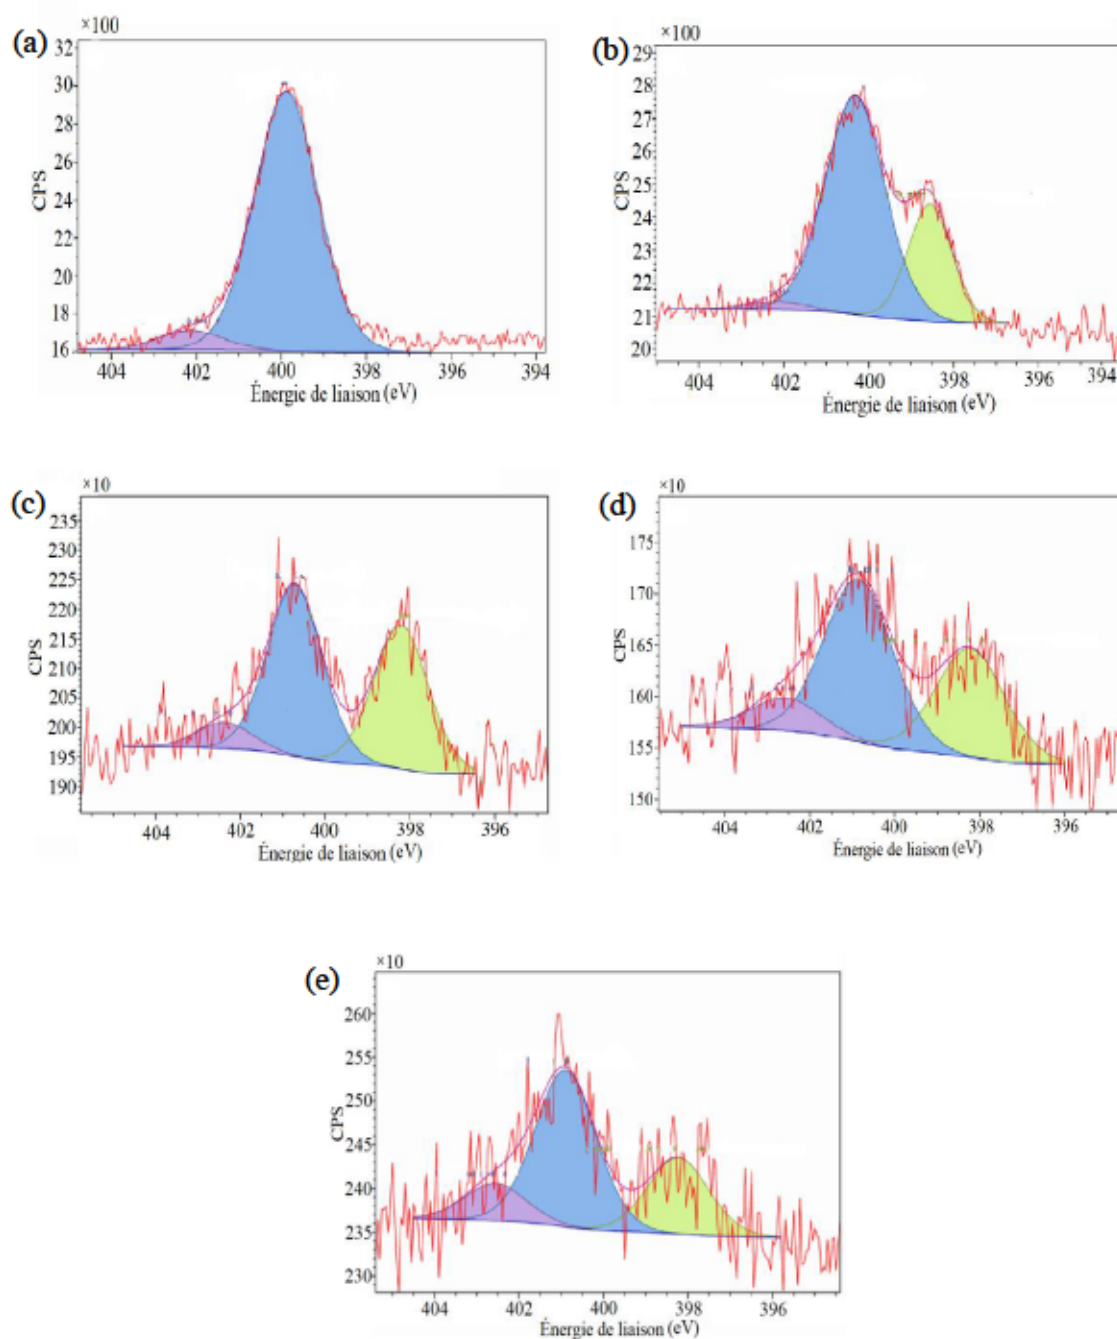 (a)
×100
32
30
28
26
24
22
20
18
16
CPS
404 402 400 398 396 394
Énergie de liaison (eV)
(b)
×100
29
28
27
25
24
23
21
21
20
CPS
404 402 400 398 396 394
Énergie de liaison (eV)
(c)
×10
235
230
225
220
215
210
205
200
195
190
CPS
404 402 400 398 396
Énergie de liaison (eV)
(d)
×10
175
170
165
160
155
150
CPS
404 402 400 398 396
Énergie de liaison (eV)
(e)
×10
260
255
250
245
240
235
230
CPS
404 402 400 398 396
Énergie de liaison (eV)